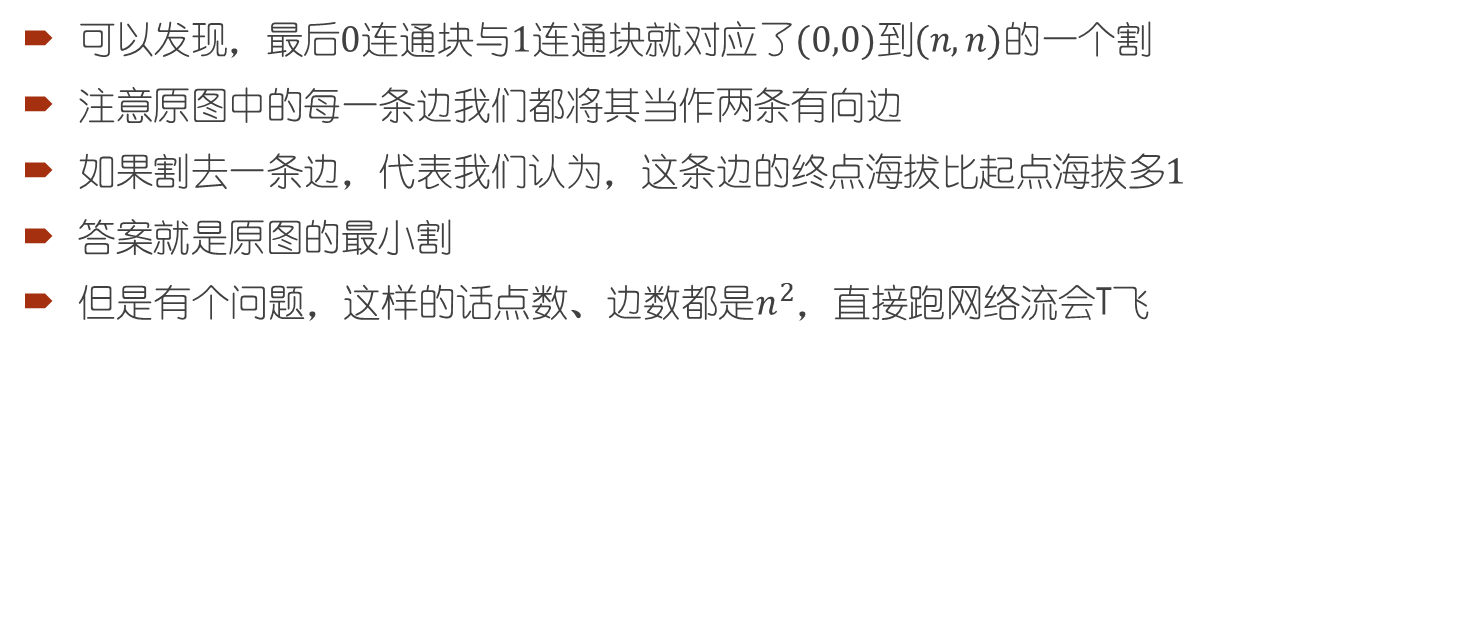 可以发现，最后0连通块与1连通块就对应了(0,0)到(n, n)的一个割
注意原图中的每一条边我们都将其当作两条有向边
如果割去一条边，代表我们认为，这条边的终点海拔比起点海拔多1
答案就是原图的最小割
但是有个问题，这样的话点数、边数都是n²，直接跑网络流会T飞